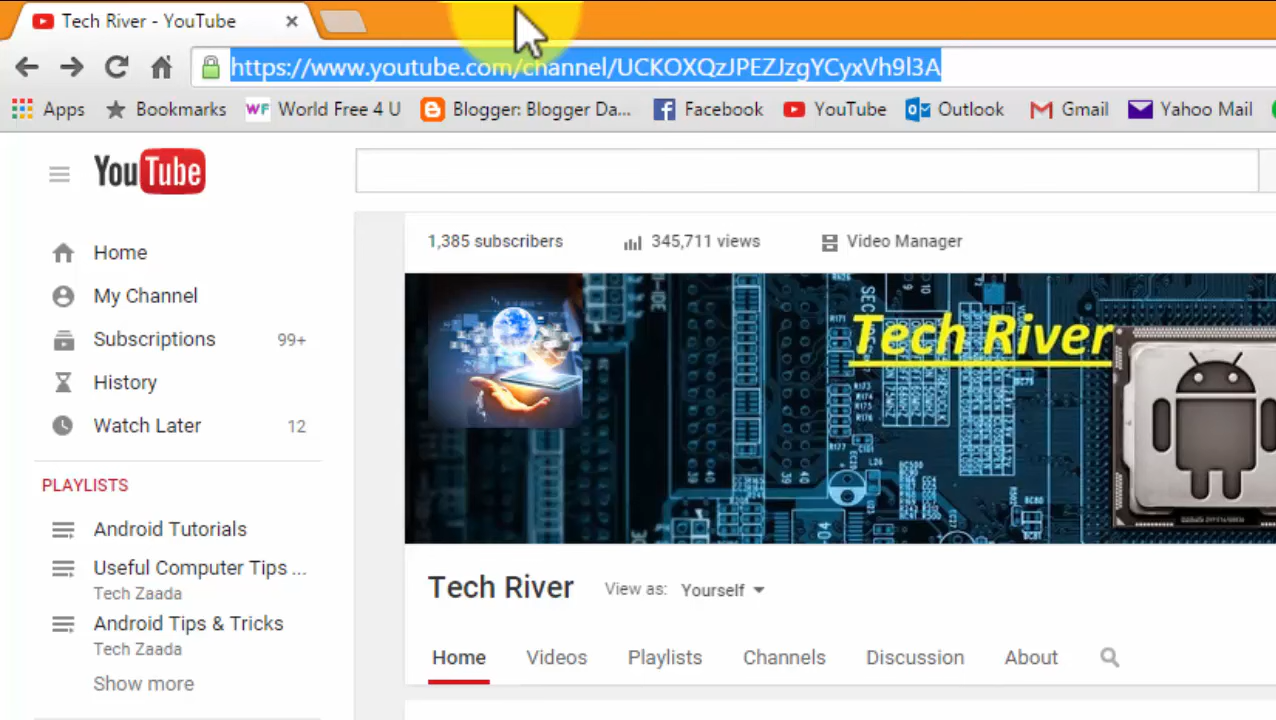 Tech River - YouTube
https://www.youtube.com/channel/UCKOXQzJPEZJzgYCyxVh9l3A
Apps Bookmarks WF World Free 4 U Blogger: Blogger Da... Facebook YouTube Outlook Gmail Yahoo Mail
YouTube
1,385 subscribers 345,711 views Video Manager
Home
My Channel
Subscriptions 99+
History
Watch Later 12
Tech River
PLAYLISTS
Android Tutorials
Useful Computer Tips ...
Tech Zaada
Android Tips & Tricks
Tech Zaada
Show more
Tech River View as: Yourself
Home Videos Playlists Channels Discussion About